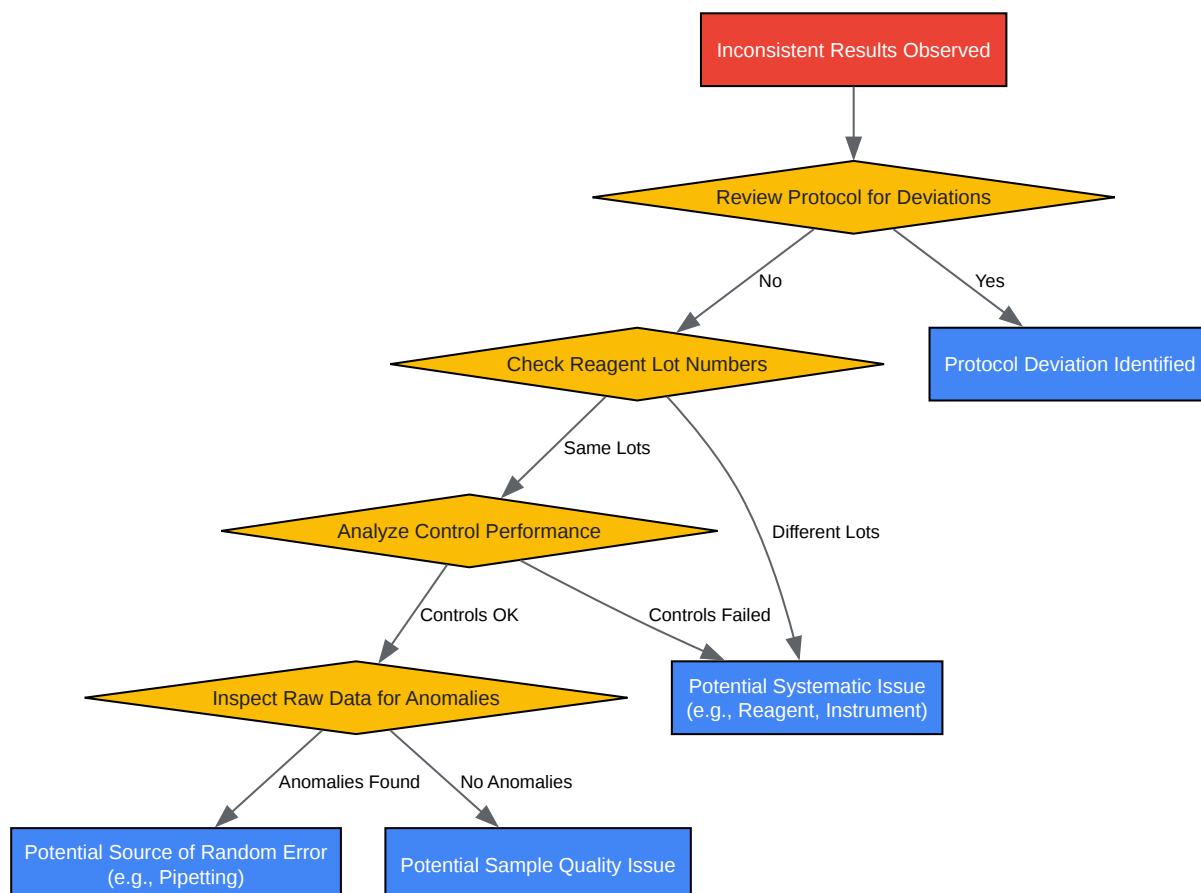 Inconsistent Results Observed
Review Protocol for Deviations
No
Yes
Check Reagent Lot Numbers
Protocol Deviation Identified
Same Lots
Analyze Control Performance
Different Lots
Controls OK
Controls Failed
Inspect Raw Data for Anomalies
Potential Systematic Issue
(e.g., Reagent, Instrument)
Anomalies Found
No Anomalies
Potential Source of Random Error
(e.g., Pipetting)
Potential Sample Quality Issue